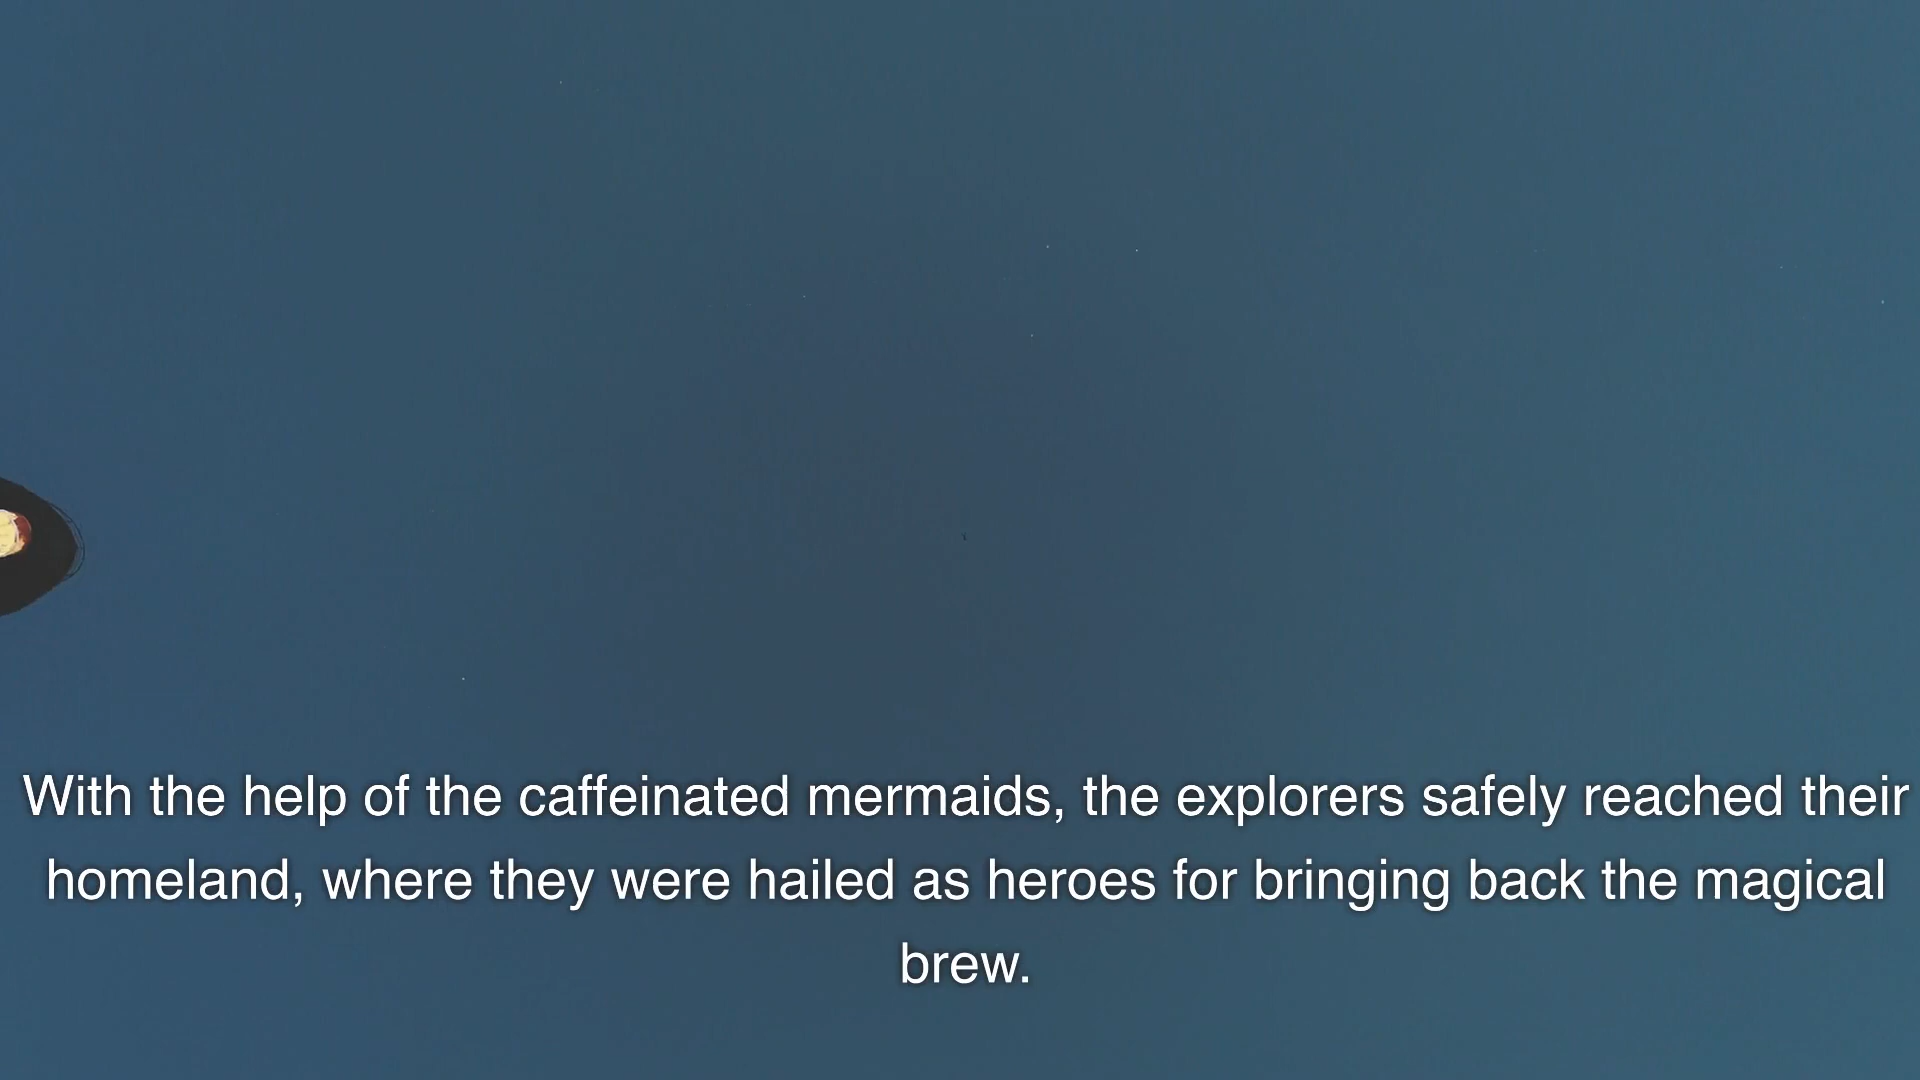 With the help of the caffeinated mermaids, the explorers safely reached their
homeland, where they were hailed as heroes for bringing back the magical
brew.